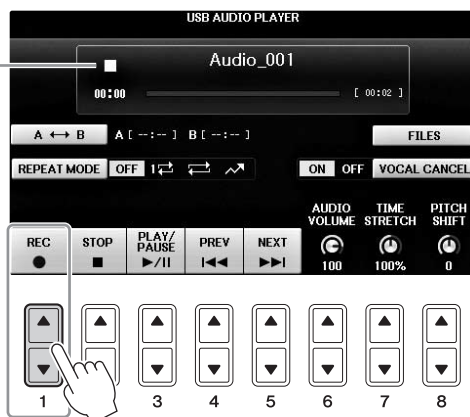 USB AUDIO PLAYER
Audio_001
00:00 [ 00:02 ]
A ↔ B A [ --:-- ] B [ --:-- ] FILES
REPEAT MODE OFF 1 ON OFF VOCAL CANCEL
AUDIO VOLUME TIME STRETCH PITCH SHIFT
REC STOP PLAY/PAUSE PREV NEXT
100 100% 0
1 3 4 5 6 7 8